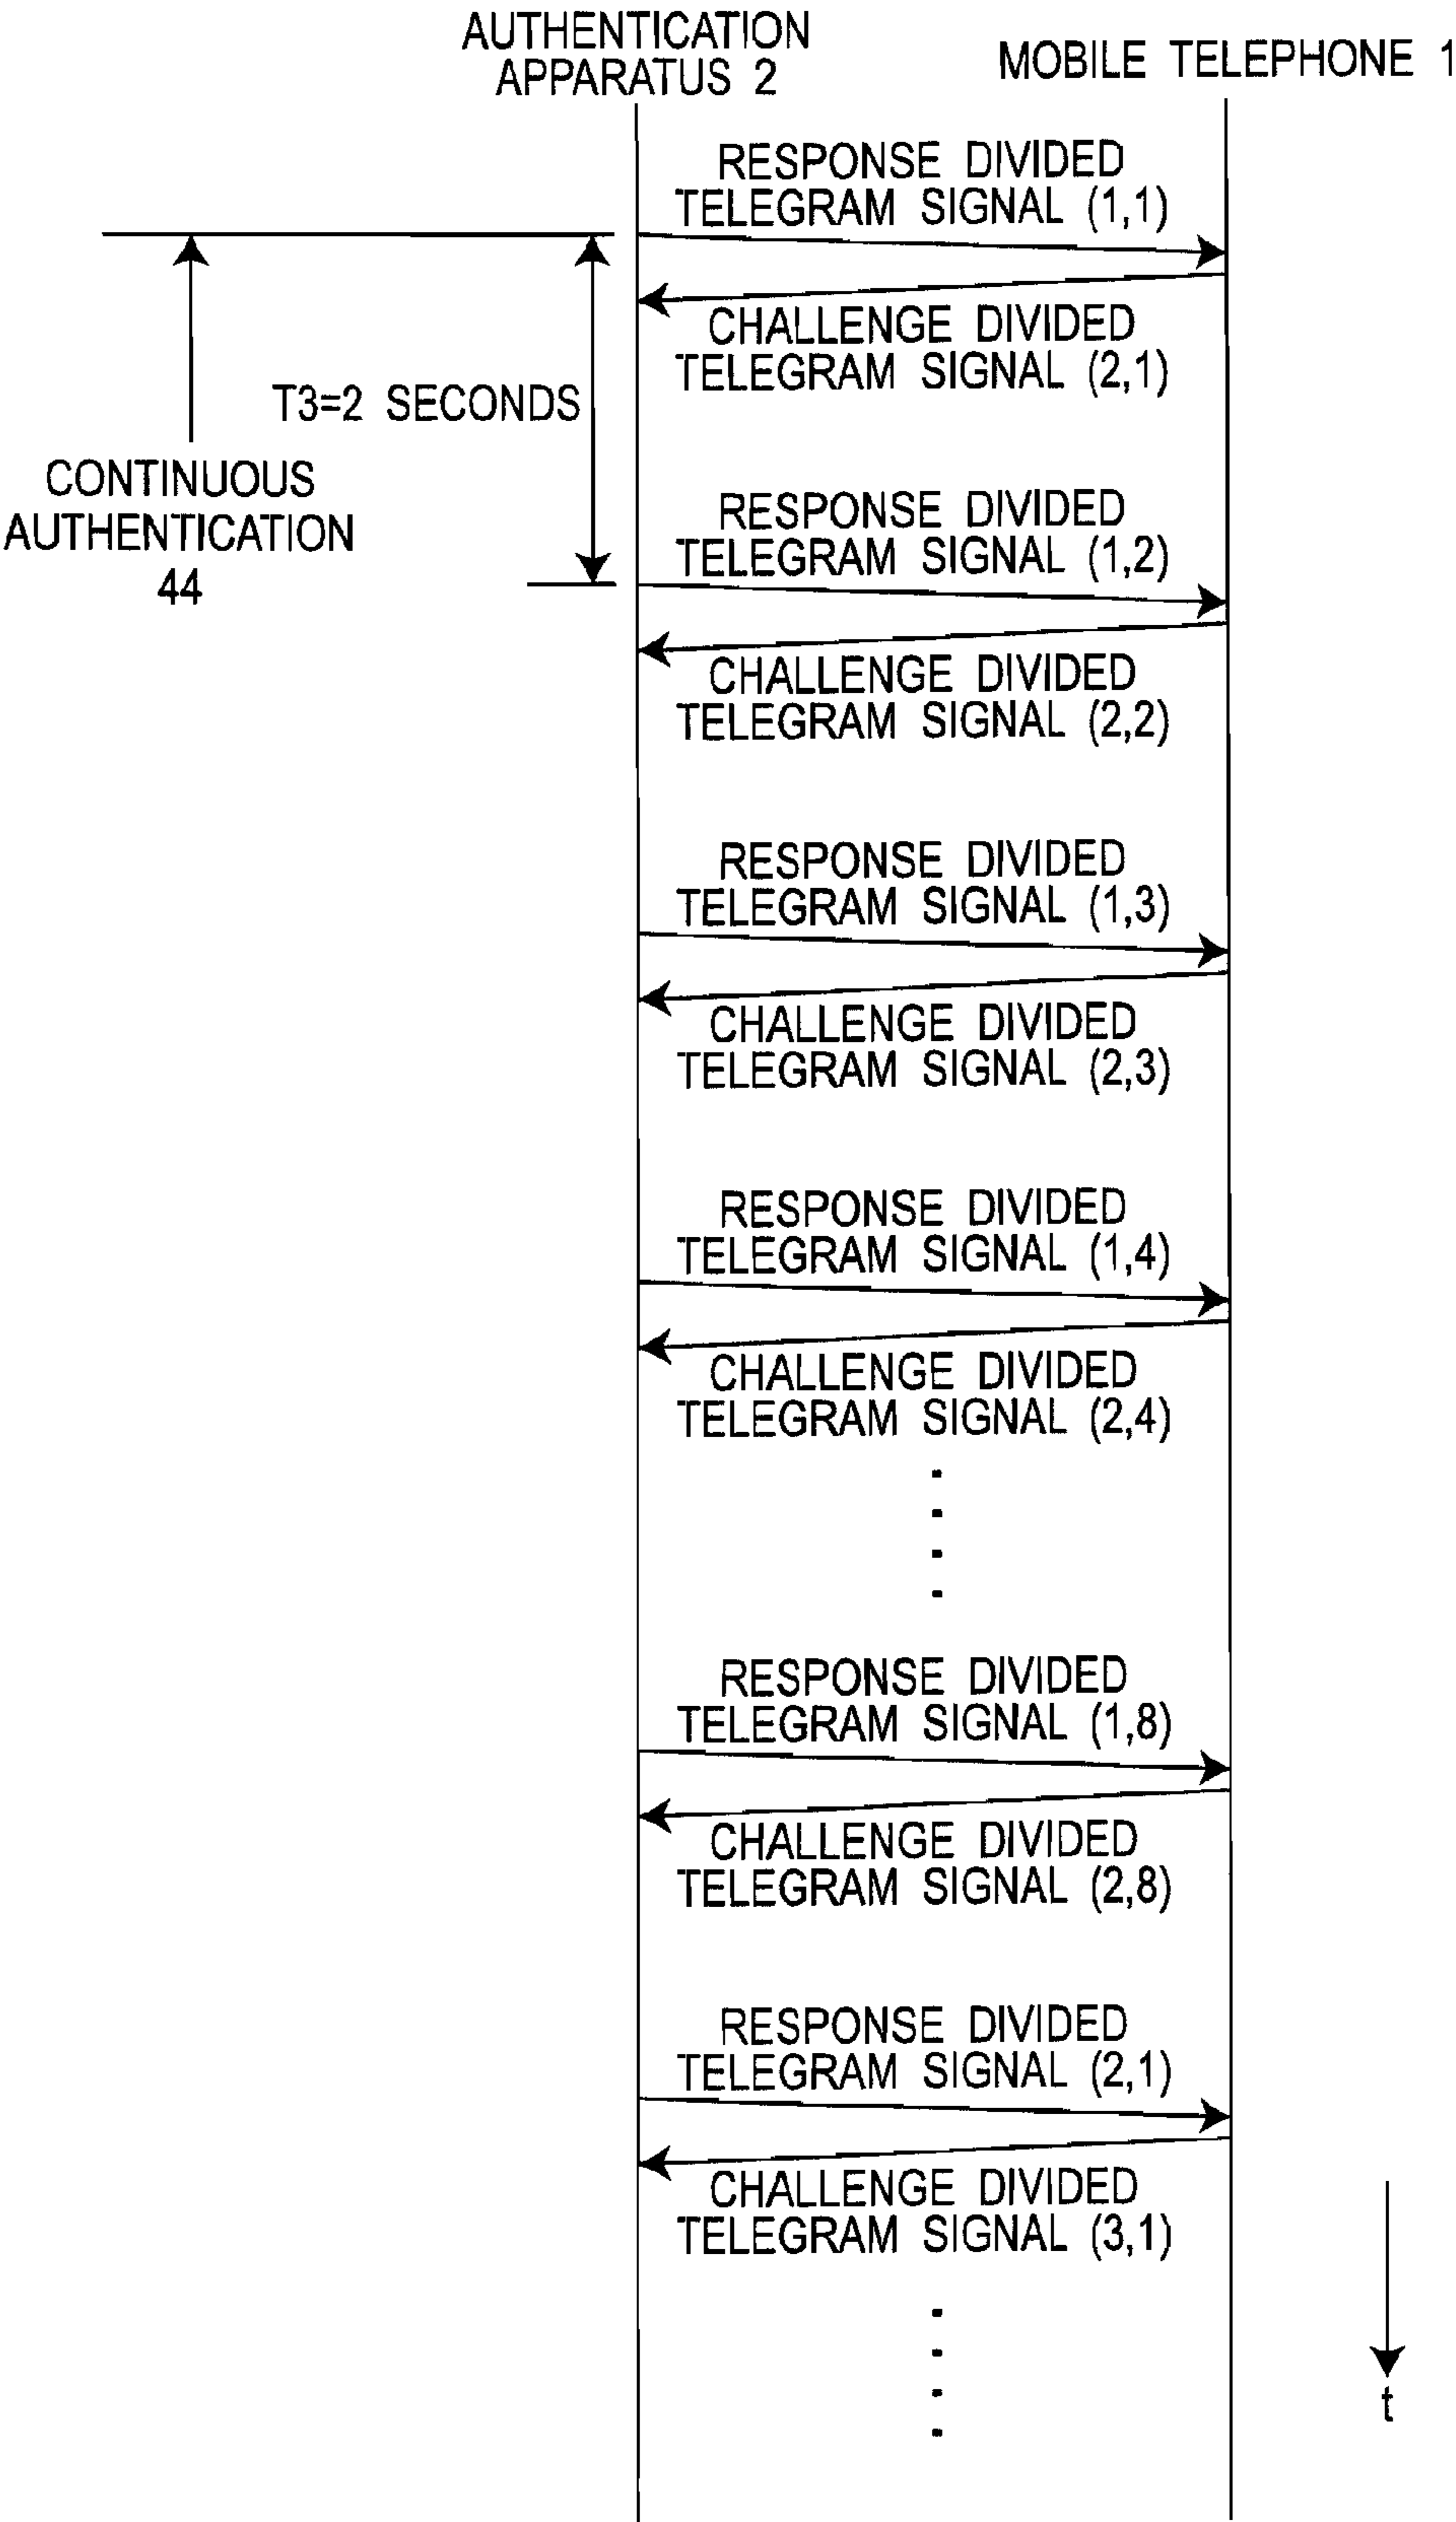 AUTHENTICATION
APPARATUS 2
MOBILE TELEPHONE 1
RESPONSE DIVIDED
TELEGRAM SIGNAL (1,1)
CHALLENGE DIVIDED
TELEGRAM SIGNAL (2,1)
T3=2 SECONDS
CONTINUOUS
AUTHENTICATION
44
RESPONSE DIVIDED
TELEGRAM SIGNAL (1,2)
CHALLENGE DIVIDED
TELEGRAM SIGNAL (2,2)
RESPONSE DIVIDED
TELEGRAM SIGNAL (1,3)
CHALLENGE DIVIDED
TELEGRAM SIGNAL (2,3)
RESPONSE DIVIDED
TELEGRAM SIGNAL (1,4)
CHALLENGE DIVIDED
TELEGRAM SIGNAL (2,4)
RESPONSE DIVIDED
TELEGRAM SIGNAL (1,8)
CHALLENGE DIVIDED
TELEGRAM SIGNAL (2,8)
RESPONSE DIVIDED
TELEGRAM SIGNAL (2,1)
CHALLENGE DIVIDED
TELEGRAM SIGNAL (3,1)
t